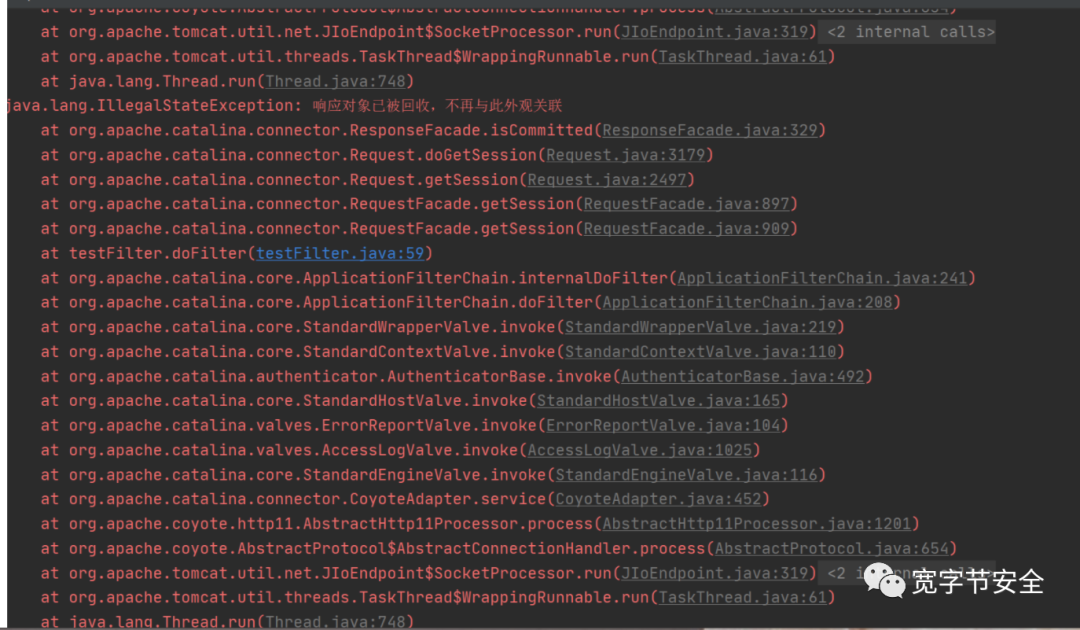 at org.apache.coyote.AbstractProtocol$AbstractConnectionHandler.process(AbstractProtocol.java:654)
at org.apache.tomcat.util.net.JIoEndpoint$SocketProcessor.run(JIoEndpoint.java:319) <2 internal calls>
at org.apache.tomcat.util.threads.TaskThread$WrappingRunnable.run(TaskThread.java:61)
at java.lang.Thread.run(Thread.java:748)
java.lang.IllegalStateException: 响应对象已被回收，不再与此外观关联
at org.apache.catalina.connector.ResponseFacade.isCommitted(ResponseFacade.java:329)
at org.apache.catalina.connector.Request.doGetSession(Request.java:3179)
at org.apache.catalina.connector.Request.getSession(Request.java:2497)
at org.apache.catalina.connector.RequestFacade.getSession(RequestFacade.java:897)
at org.apache.catalina.connector.RequestFacade.getSession(RequestFacade.java:909)
at testFilter.doFilter(testFilter.java:59)
at org.apache.catalina.core.ApplicationFilterChain.internalDoFilter(ApplicationFilterChain.java:241)
at org.apache.catalina.core.ApplicationFilterChain.doFilter(ApplicationFilterChain.java:208)
at org.apache.catalina.core.StandardWrapperValve.invoke(StandardWrapperValve.java:219)
at org.apache.catalina.core.StandardContextValve.invoke(StandardContextValve.java:110)
at org.apache.catalina.authenticator.AuthenticatorBase.invoke(AuthenticatorBase.java:492)
at org.apache.catalina.core.StandardHostValve.invoke(StandardHostValve.java:165)
at org.apache.catalina.valves.ErrorReportValve.invoke(ErrorReportValve.java:104)
at org.apache.catalina.valves.AccessLogValve.invoke(AccessLogValve.java:1025)
at org.apache.catalina.core.StandardEngineValve.invoke(StandardEngineValve.java:116)
at org.apache.catalina.connector.CoyoteAdapter.service(CoyoteAdapter.java:452)
at org.apache.coyote.http11.AbstractHttp11Processor.process(AbstractHttp11Processor.java:1201)
at org.apache.coyote.AbstractProtocol$AbstractConnectionHandler.process(AbstractProtocol.java:654)
at org.apache.tomcat.util.net.JIoEndpoint$SocketProcessor.run(JIoEndpoint.java:319) <2
宽字节安全
at org.apache.tomcat.util.threads.TaskThread$WrappingRunnable.run(TaskThread.java:61)
at java.lang.Thread.run(Thread.java:748)